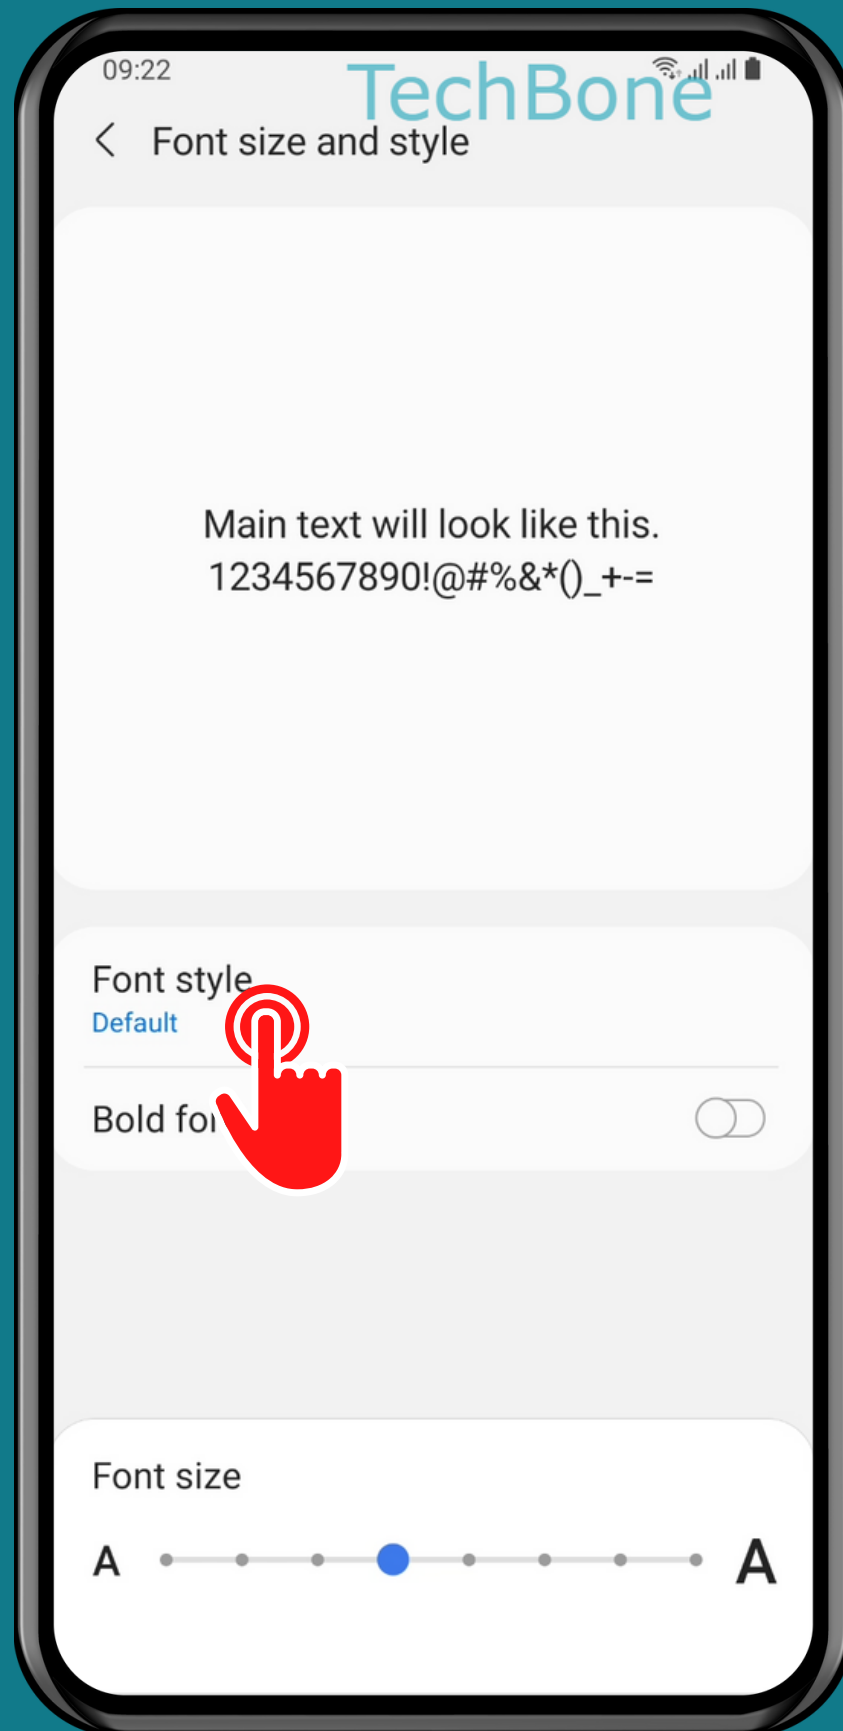 09:22
TechBone
Font size and style
Main text will look like this.
1234567890!@#%&*()_+-=
Font style
Default
Bold
Font size
A A